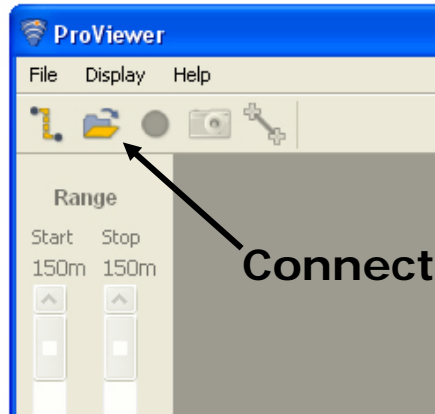 ProViewer
File Display Help
Range
Start Stop
150m 150m
Connect